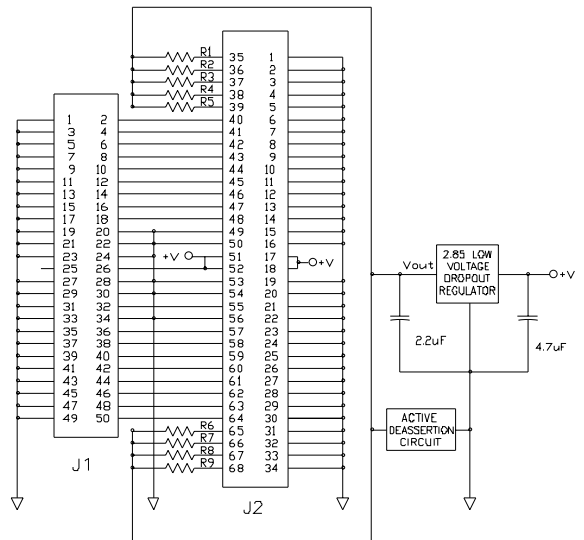 R1 35 1
R2 36 2
R3 37 3
R4 38 4
R5 39 5
1 2 40 6
3 4 41 7
5 6 42 8
7 8 43 9
9 10 44 10
11 12 45 11
13 14 46 12
15 16 47 13
17 18 48 14
19 20 49 15
21 22 50 16
23 24 +V 51 17
25 26 52 18 +V
27 28 53 19
29 30 54 20
31 32 55 21
33 34 56 22
35 36 57 23
37 38 58 24
39 40 59 25
41 42 60 26
43 44 61 27
45 46 62 28
47 48 63 29
49 50 64 30
R6 65 31
R7 66 32
R8 67 33
R9 68 34
J1
J2
Vout
2.85 LOW
VOLTAGE
DROPOUT
REGULATOR
+V
2.2uF
4.7uF
ACTIVE
DEASSERTION
CIRCUIT